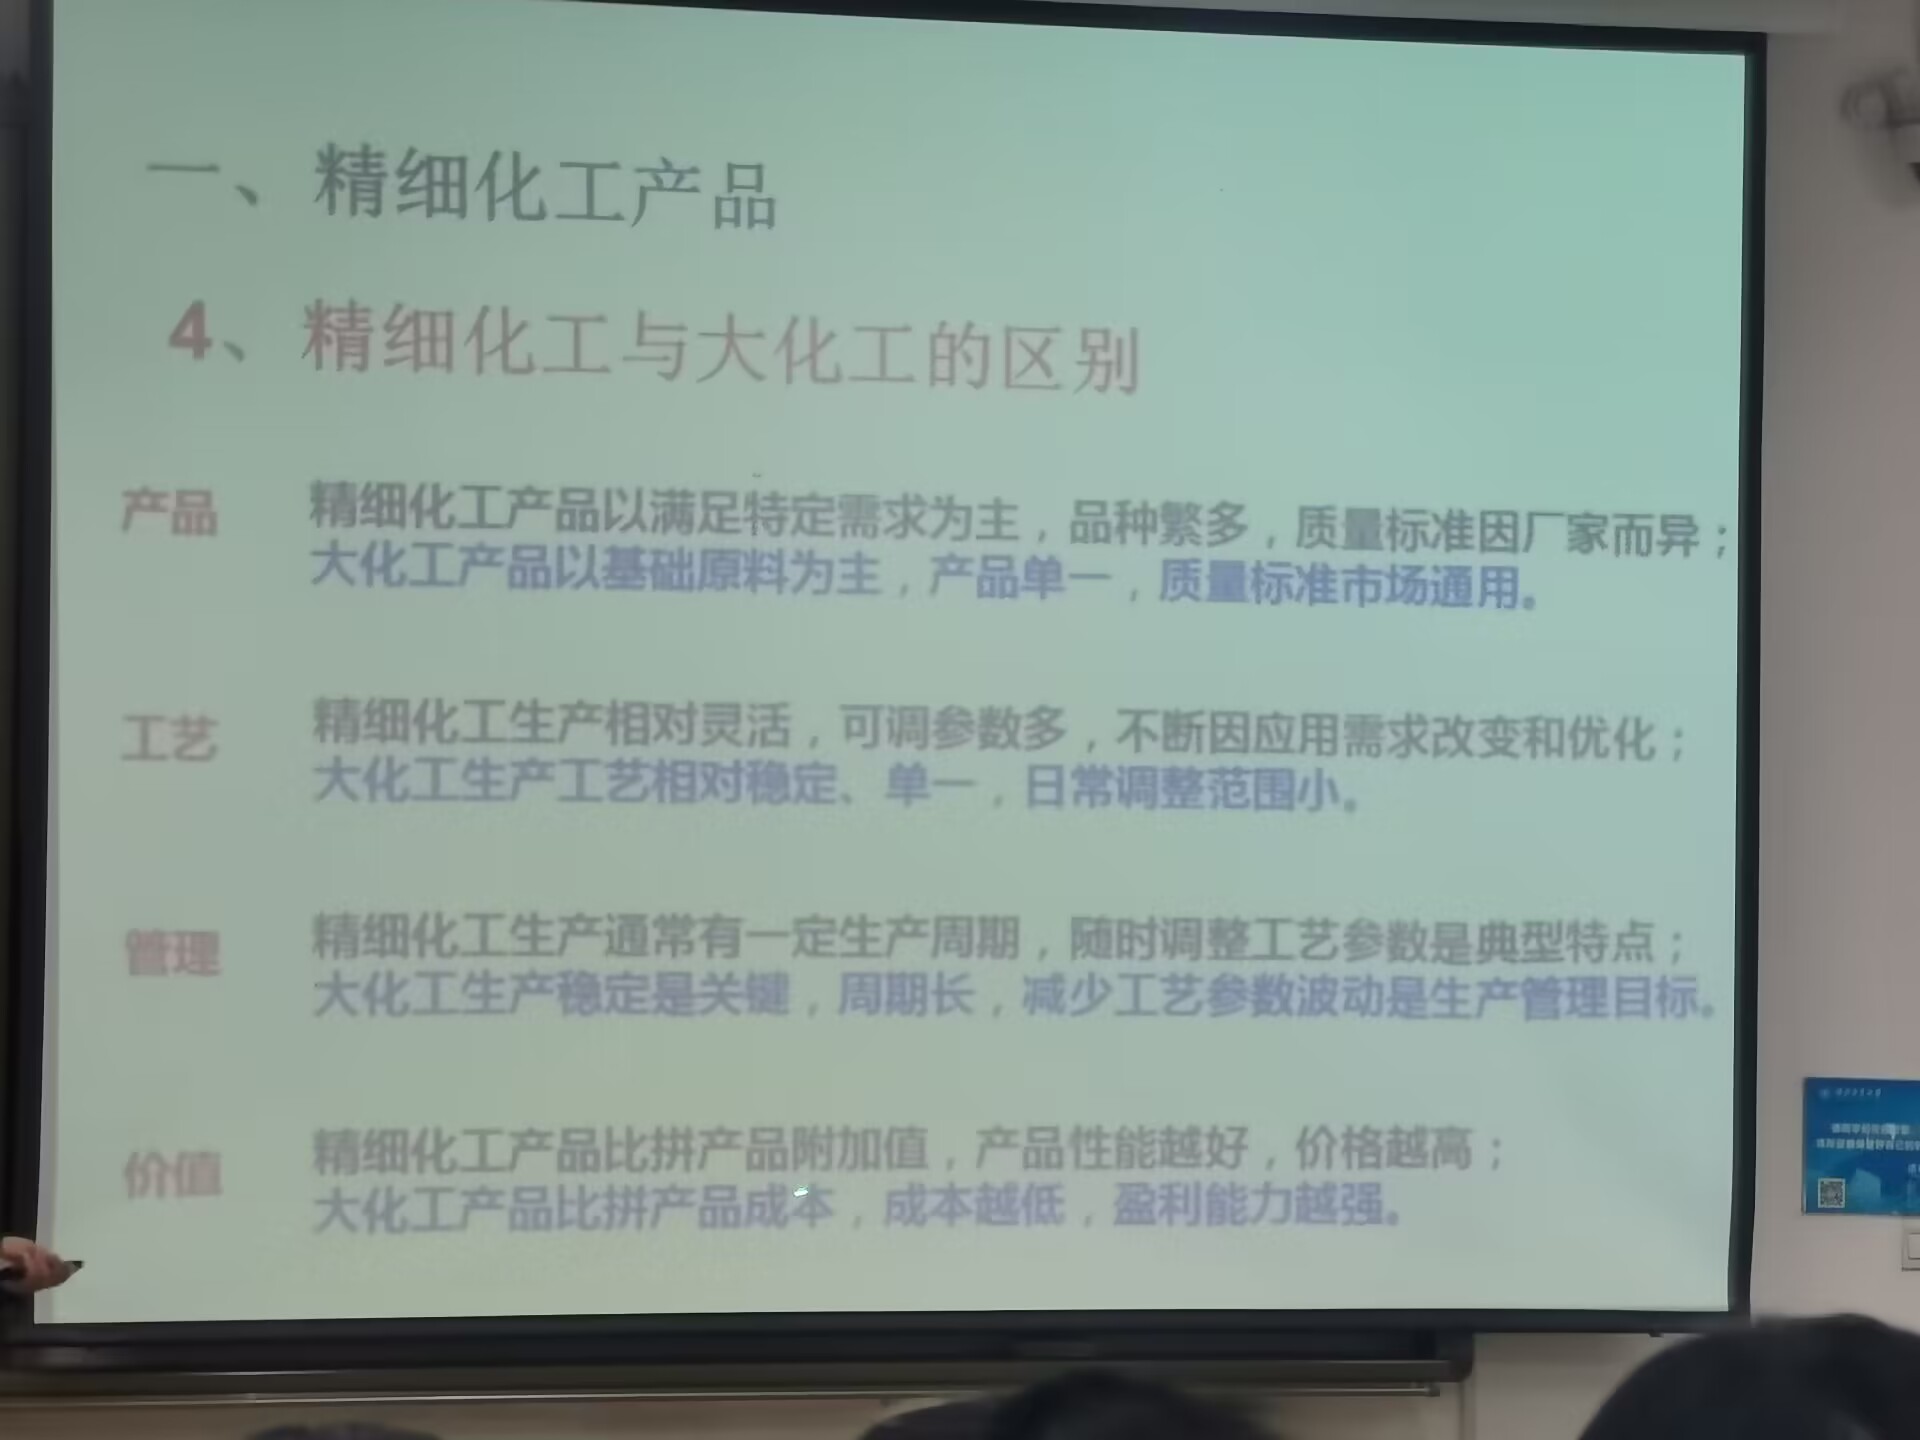 一、精细化工产品
4、精细化工与大化工的区别
产品
精细化工产品以满足特定需求为主，品种繁多，质量标准因厂家而异；
大化工产品以基础原料为主，产品单一，质量标准市场通用。
工艺
精细化工生产相对灵活，可调参数多，不断因应用需求改变和优化；
大化工生产工艺相对稳定、单一，日常调整范围小。
管理
精细化工生产通常有一定生产周期，随时调整工艺参数是典型特点；
大化工生产稳定是关键，周期长，减少工艺参数波动是生产管理目标。
价值
精细化工产品比拼产品附加值，产品性能越好，价格越高；
大化工产品比拼产品成本，成本越低，盈利能力越强。